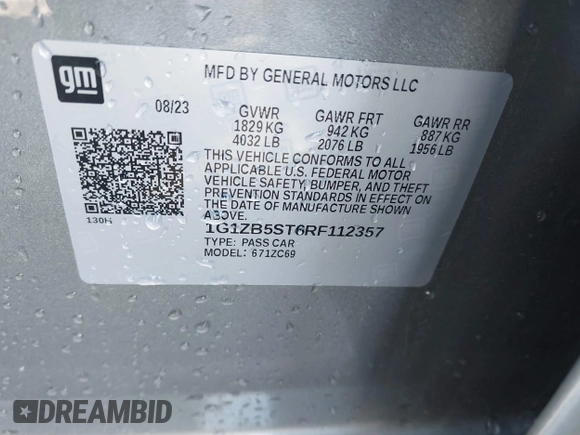 gm
MFD BY GENERAL MOTORS LLC
08/23
GVWR GAWR FRT GAWR RR
1829 KG 942 KG 887 KG
4032 LB 2076 LB 1956 LB
THIS VEHICLE CONFORMS TO ALL
APPLICABLE U.S. FEDERAL MOTOR
VEHICLE SAFETY, BUMPER, AND THEFT
PREVENTION STANDARDS IN EFFECT ON
THE DATE OF MANUFACTURE SHOWN
ABOVE.
130H
1G1ZB5ST6RF112357
TYPE: PASS CAR
MODEL: 671ZC69
DREAMBID